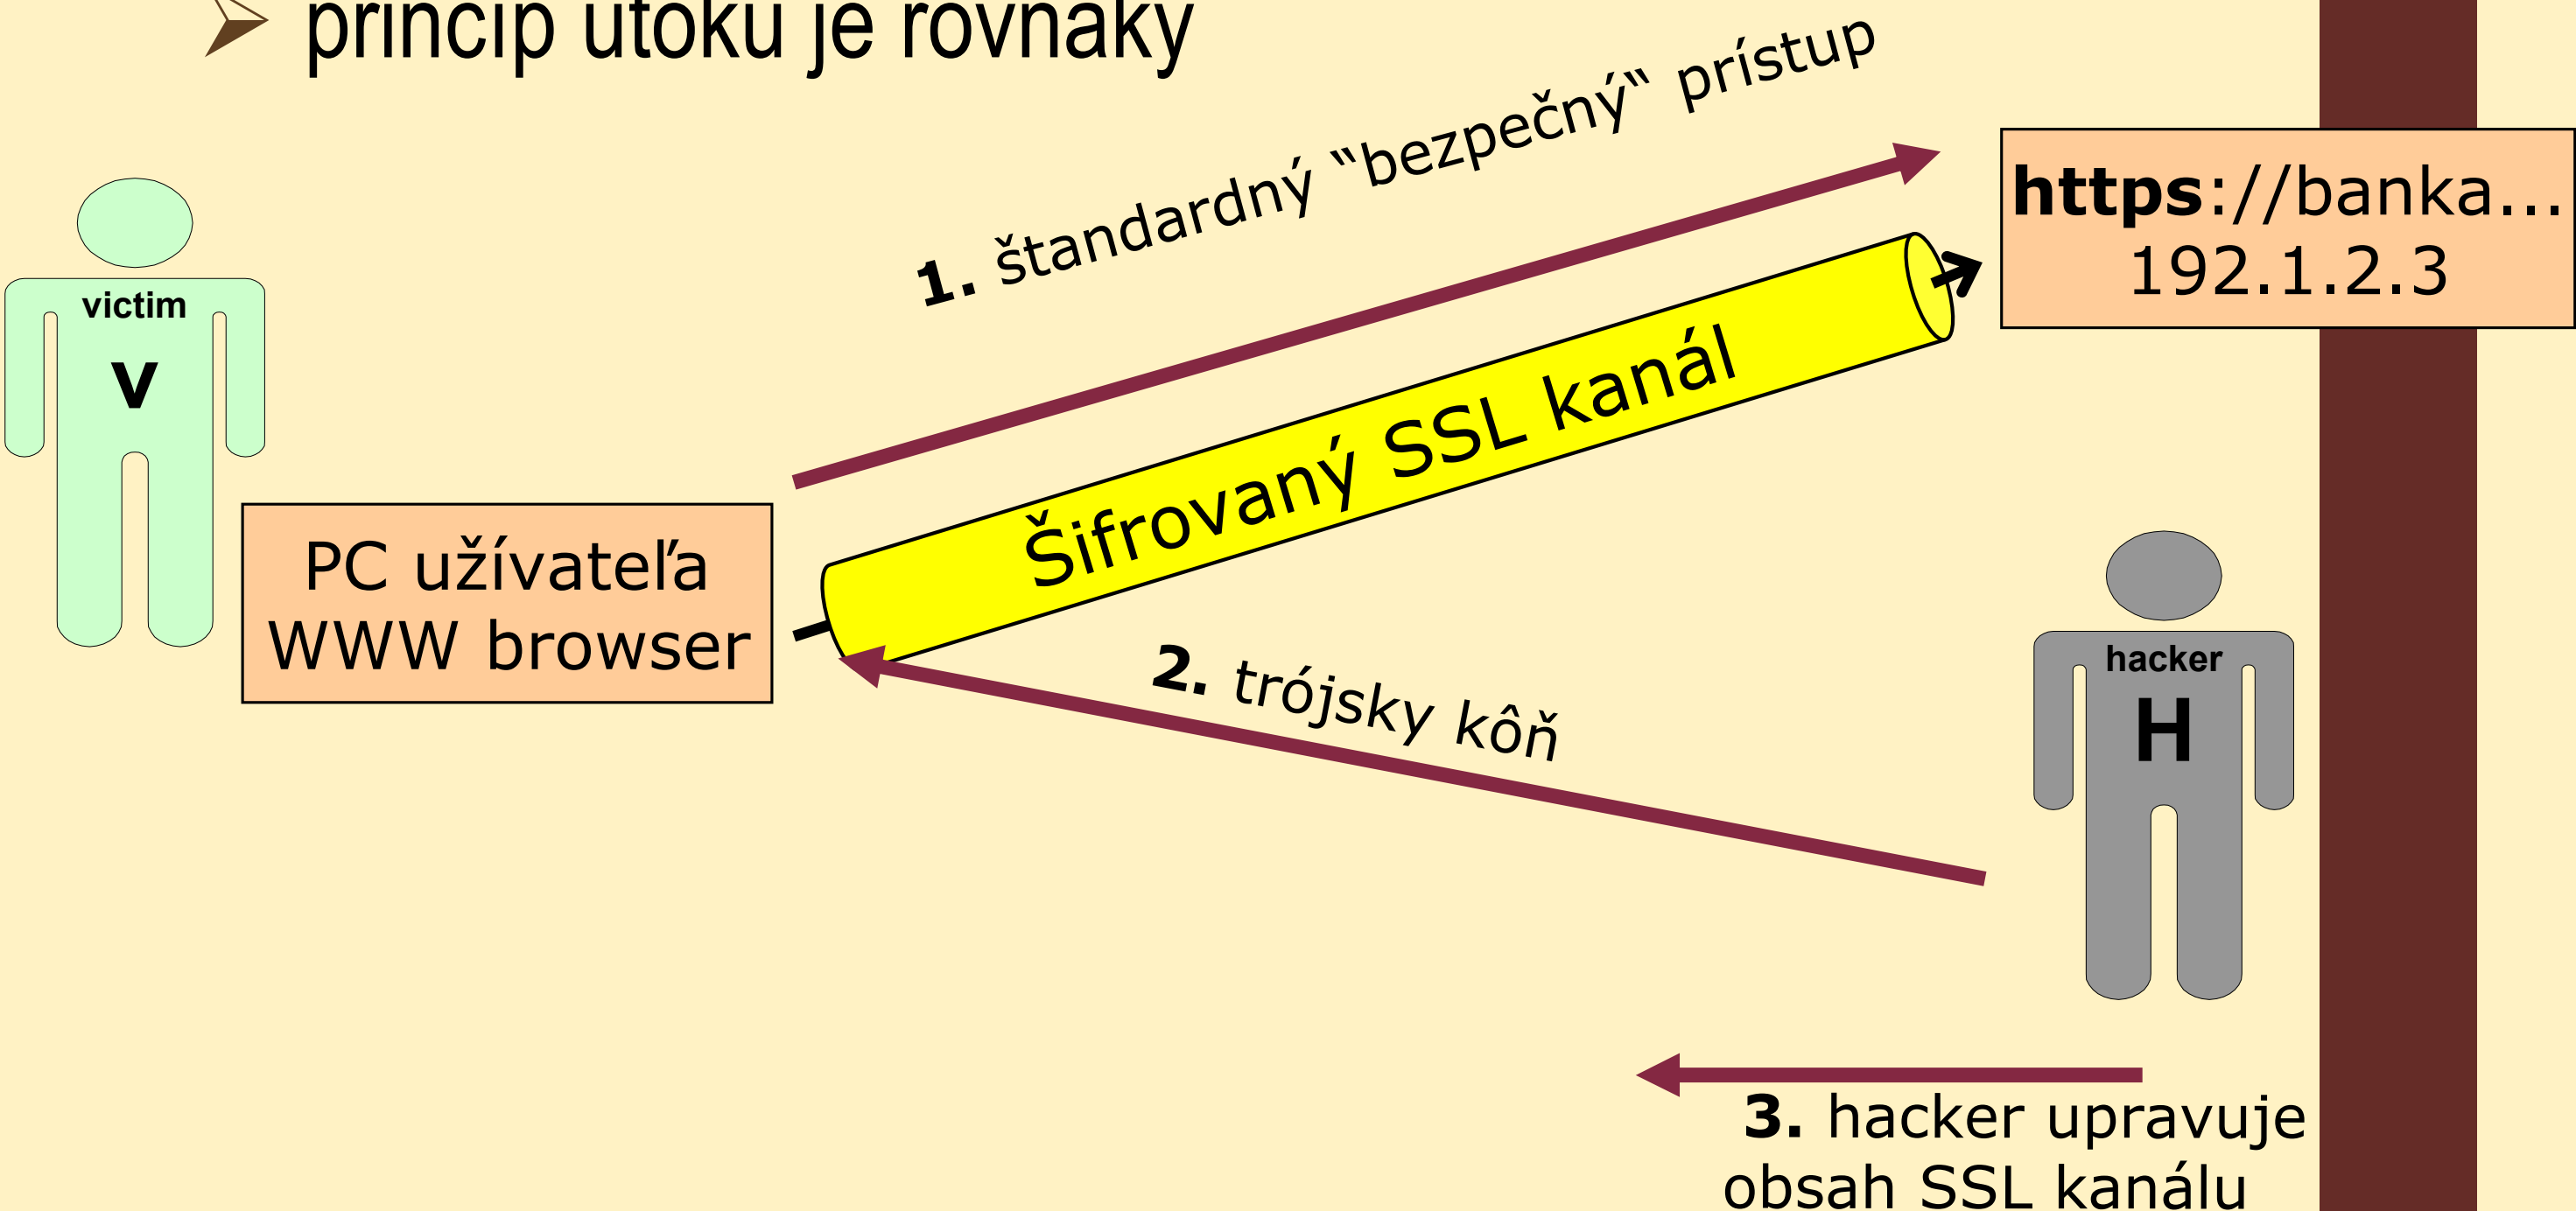 princíp útoku je rovnaký
1. štandardný “bezpečný“ prístup
https://banka...
192.1.2.3
victim
V
Šifrovaný SSL kanál
PC užívateľa
WWW browser
2. trójsky kôň
hacker
H
3. hacker upravuje
obsah SSL kanálu